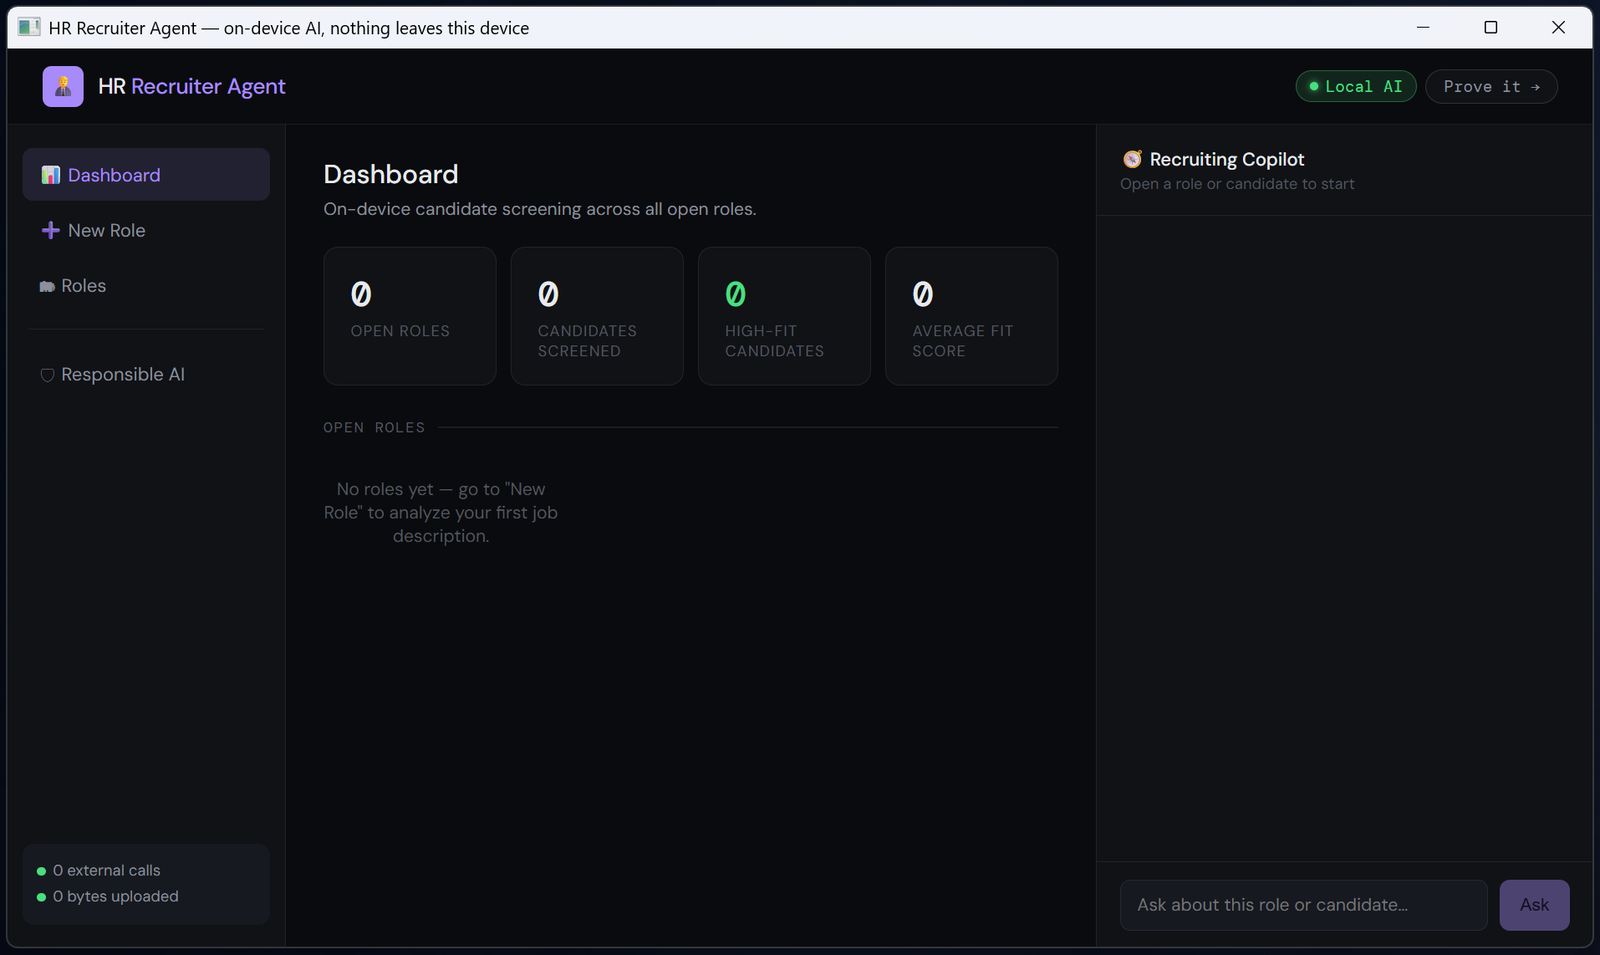 HR Recruiter Agent — on-device AI, nothing leaves this device
HR Recruiter Agent
Local AI
Prove it →
Dashboard
New Role
Roles
Responsible AI
0 external calls
0 bytes uploaded
Dashboard
On-device candidate screening across all open roles.
0
OPEN ROLES
0
CANDIDATES
SCREENED
0
HIGH-FIT
CANDIDATES
0
AVERAGE FIT
SCORE
OPEN ROLES
No roles yet — go to "New
Role" to analyze your first job
description.
Recruiting Copilot
Open a role or candidate to start
Ask about this role or candidate…
Ask